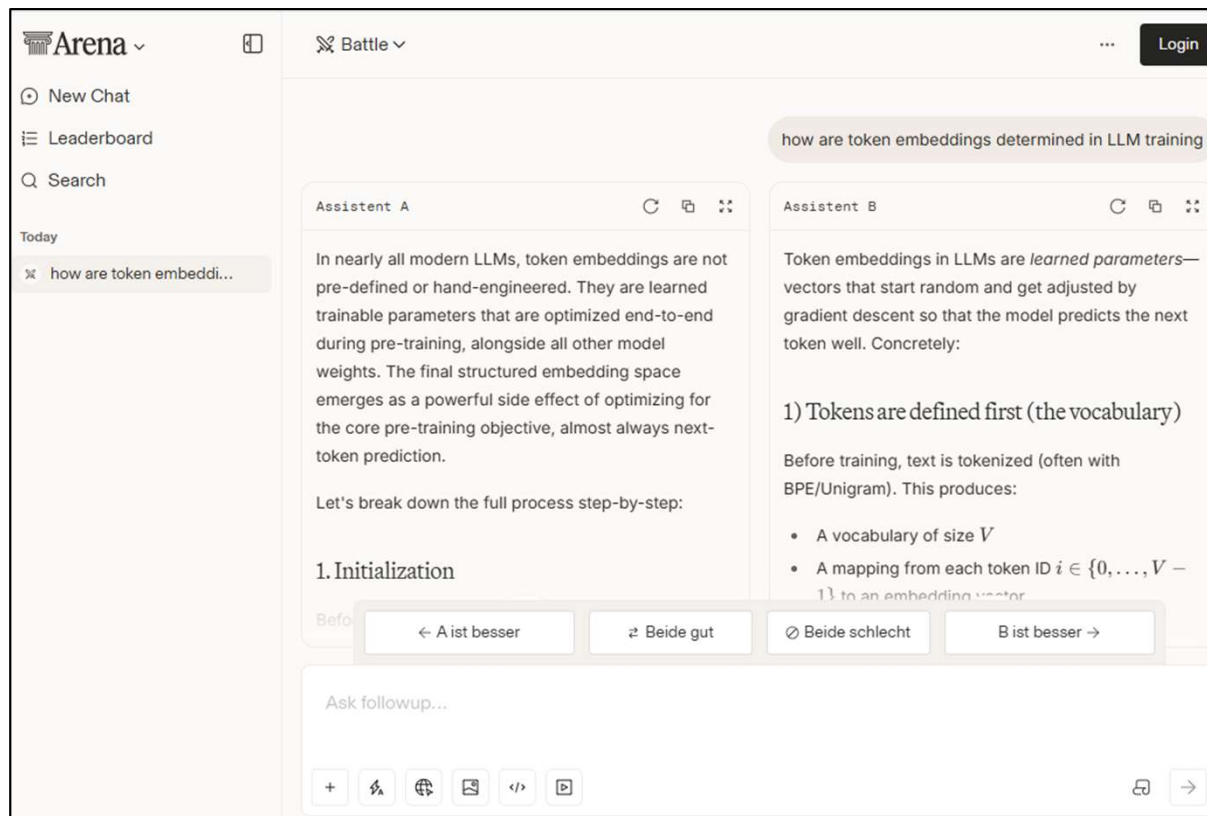 Arena
Battle
...
Login
New Chat
Leaderboard
Search
Today
how are token embeddi...
how are token embeddings determined in LLM training
Assistent A
In nearly all modern LLMs, token embeddings are not
pre-defined or hand-engineered. They are learned
trainable parameters that are optimized end-to-end
during pre-training, alongside all other model
weights. The final structured embedding space
emerges as a powerful side effect of optimizing for
the core pre-training objective, almost always next-
token prediction.
Let's break down the full process step-by-step:
1. Initialization
Befo
Assistent B
Token embeddings in LLMs are learned parameters—
vectors that start random and get adjusted by
gradient descent so that the model predicts the next
token well. Concretely:
1) Tokens are defined first (the vocabulary)
Before training, text is tokenized (often with
BPE/Unigram). This produces:
• A vocabulary of size V
• A mapping from each token ID i ∈ {0, . . . , V −
1} to an embedding vector
← A ist besser
⇄ Beide gut
Beide schlecht
B ist besser →
Ask followup...